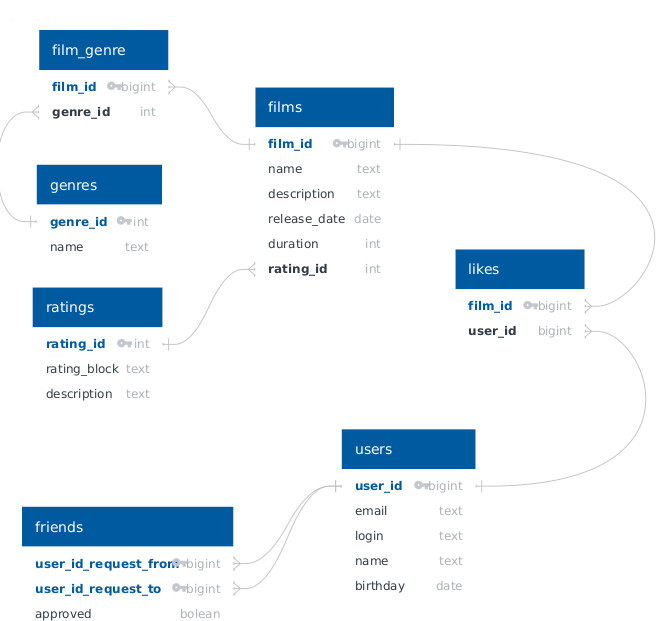 film_genre
film_id bigint
genre_id int
films
film_id bigint
name text
description text
release_date date
duration int
rating_id int
genres
genre_id int
name text
likes
film_id bigint
user_id bigint
ratings
rating_id int
rating_block text
description text
users
user_id bigint
email text
login text
name text
birthday date
friends
user_id_request_from bigint
user_id_request_to bigint
approved bolean